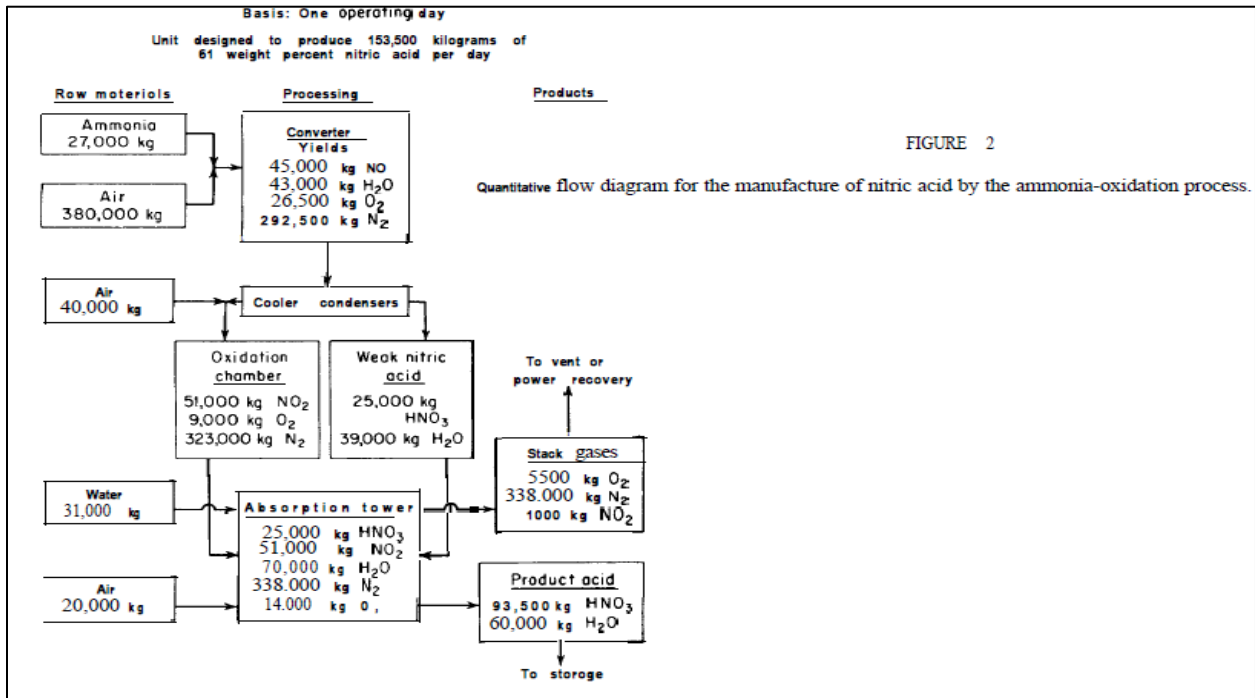 Basis: One operating day
Unit designed to produce 153,500 kilograms of
61 weight percent nitric acid per day
Row moteriols
Processing
Products
Ammonia
27,000 kg
Air
380,000 kg
Converter
Yields
45,000 kg NO
43,000 kg H₂O
26,500 kg O₂
292,500 kg N₂
FIGURE 2
Quantitative flow diagram for the manufacture of nitric acid by the ammonia-oxidation process.
Air
40,000 kg
Cooler condensers
Oxidation
chamber
51,000 kg NO₂
9,000 kg O₂
323,000 kg N₂
Weak nitric
acid
25,000 kg
HNO₃
39,000 kg H₂O
To vent or
power recovery
Stack gases
5500 kg O₂
338.000 kg N₂
1000 kg NO₂
Water
31,000 kg
Absorption tower
25,000 kg HNO₃
51,000 kg NO₂
70,000 kg H₂O
338.000 kg N₂
14.000 kg O,
Air
20,000 kg
Product acid
93,500 kg HNO₃
60,000 kg H₂O
To storoge